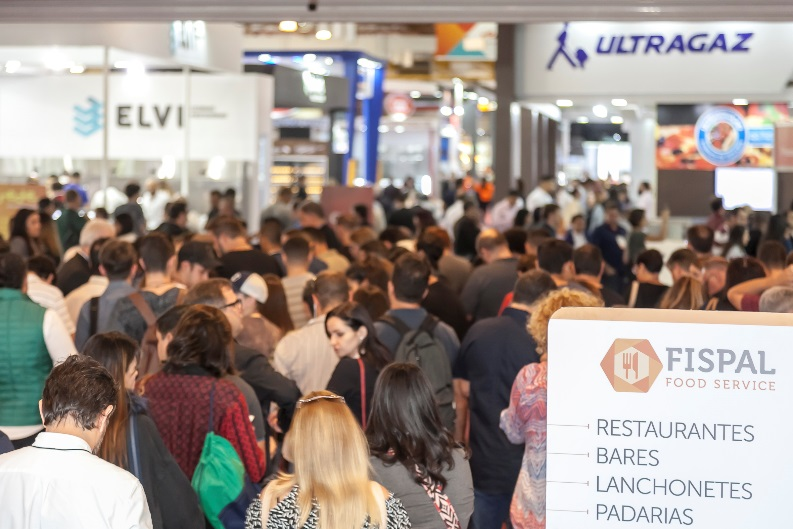 ULTRAGAZ
ELVI
FISPAL
FOOD SERVICE
RESTAURANTES
BARES
LANCHONETES
PADARIAS